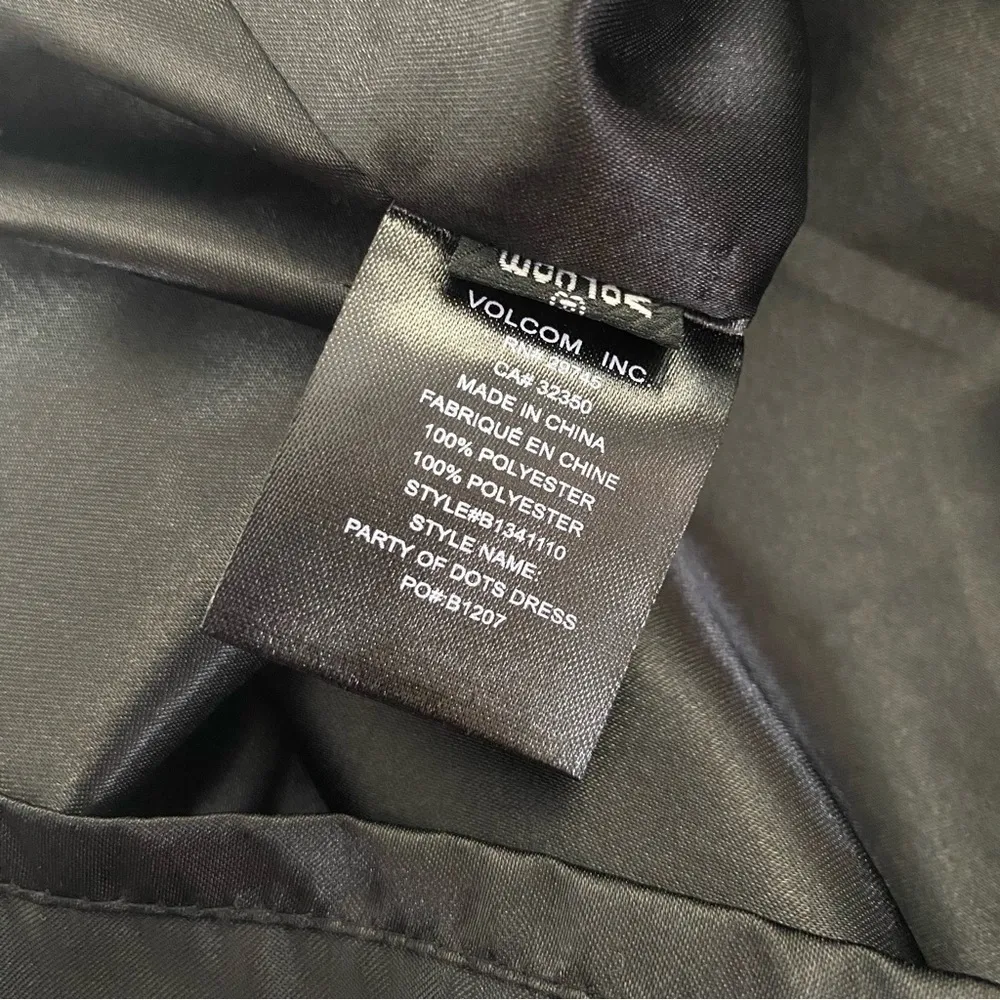 VOLCOM
VOLCOM, INC
CA# 32350
MADE IN CHINA
FABRIQUÉ EN CHINE
100% POLYESTER
100% POLYESTER
STYLE#B1341110
STYLE NAME:
PARTY OF DOTS DRESS
PO#:B1207